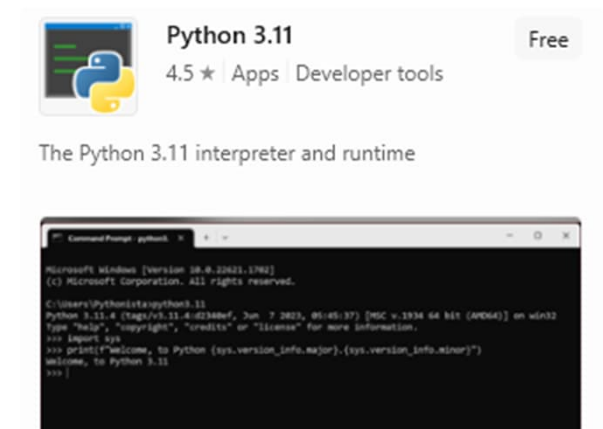 Python 3.11
Free
4.5 ★ Apps Developer tools
The Python 3.11 interpreter and runtime
Command Prompt - python3.
Microsoft Windows [Version 10.0.22621.1702]
(c) Microsoft Corporation. All rights reserved.
C:\Users\Pythonista>python3.11
Python 3.11.4 (tags/v3.11.4:d2340ef, Jun 7 2023, 05:45:37) [MSC v.1934 64 bit (AMD64)] on win32
Type "help", "copyright", "credits" or "license" for more information.
>>> import sys
>>> print(f"Welcome, to Python {sys.version_info.major}.{sys.version_info.minor}")
Welcome, to Python 3.11
>>>